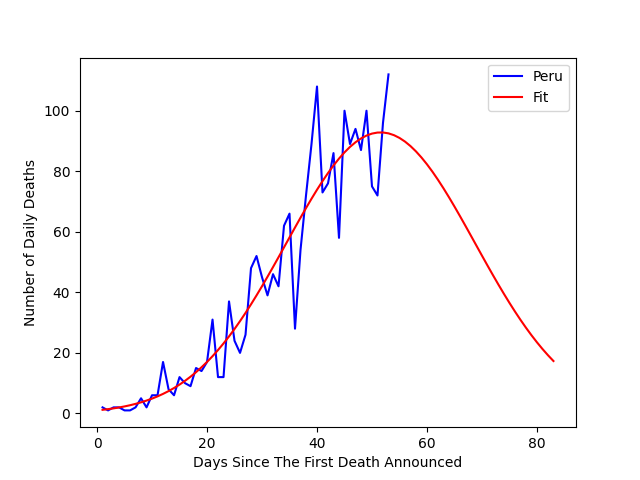 Peru
Fit
100
80
60
40
20
0
Number of Daily Deaths
0 20 40 60 80
Days Since The First Death Announced